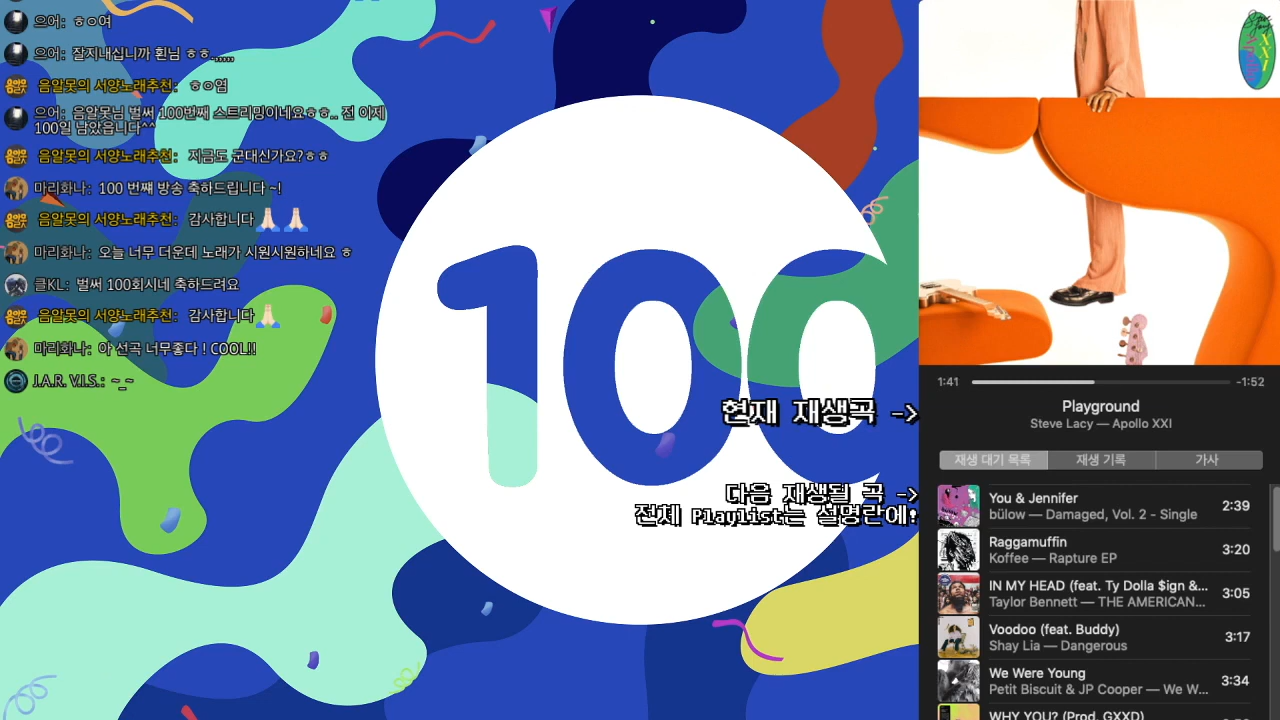 으어: ㅎㅇ여
으어: 잘지내십니까 흰님 ㅎㅎ.,,,,,
음알못의 서양노래추천: ㅎㅇ염
으어: 음알못님 벌써 100번째 스트리밍이네요ㅎㅎ.. 전 이제
100일 남았읍니다^^
음알못의 서양노래추천: 지금도 군대신가요?ㅎㅎ
마리화나: 100 번째 방송 축하드립니다 ~!
음알못의 서양노래추천: 감사합니다 🙏🏻 🙏🏻
마리화나: 오늘 너무 더운데 노래가 시원시원하네요 ㅎ
클KL: 벌써 100회시네 축하드려요
음알못의 서양노래추천: 감사합니다 🙏🏻
마리화나: 아 선곡 너무좋다 ! COOL!!
J.A.R. V.I.S.: ~_~
100
현재 재생곡 ->
다음 재생될 곡 ->
전체 Playlist는 설명란에!
XXI
1:41
-1:52
Playground
Steve Lacy — Apollo XXI
재생 대기 목록
재생 기록
가사
You & Jennifer
bülow — Damaged, Vol. 2 - Single
2:39
Raggamuffin
Koffee — Rapture EP
3:20
IN MY HEAD (feat. Ty Dolla $ign &...
Taylor Bennett — THE AMERICAN...
3:05
Voodoo (feat. Buddy)
Shay Lia — Dangerous
3:17
We Were Young
Petit Biscuit & JP Cooper — We W...
3:34
WHY YOU? (Prod. GXXD)